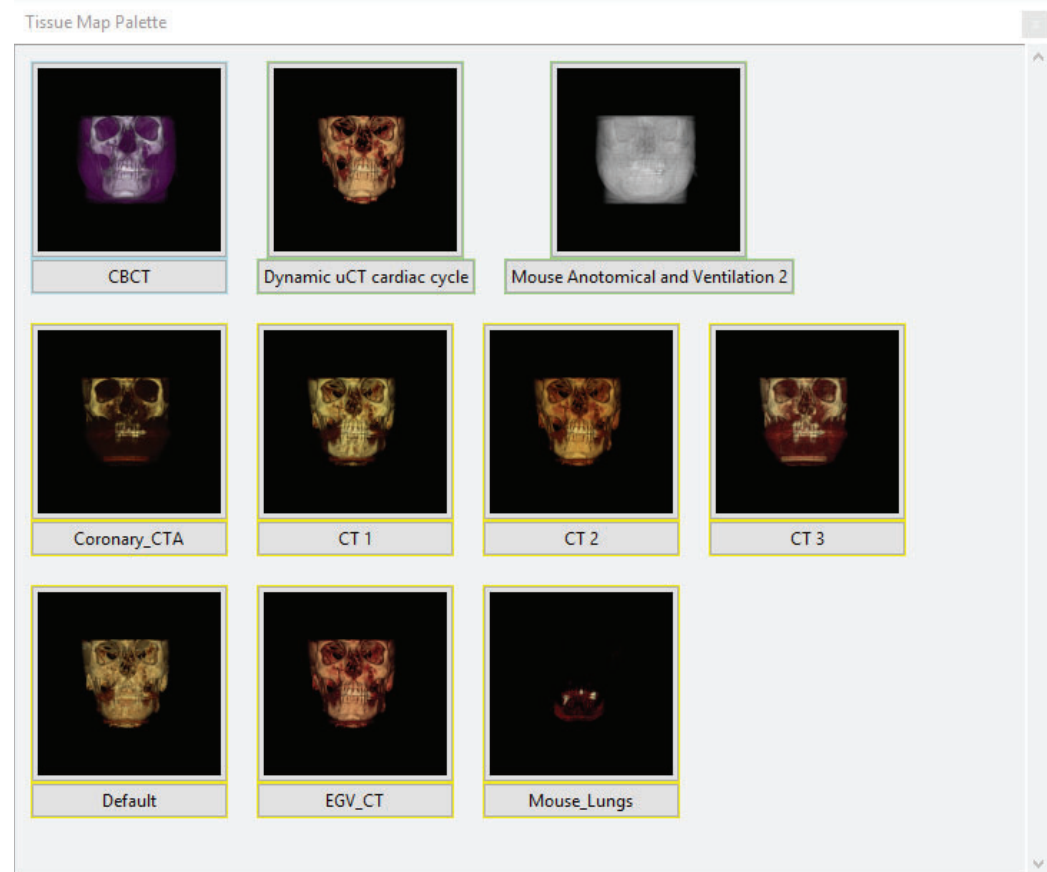 Tissue Map Palette
CBCT
Dynamic uCT cardiac cycle
Mouse Anotomical and Ventilation 2
Coronary_CTA
CT 1
CT 2
CT 3
Default
EGV_CT
Mouse_Lungs